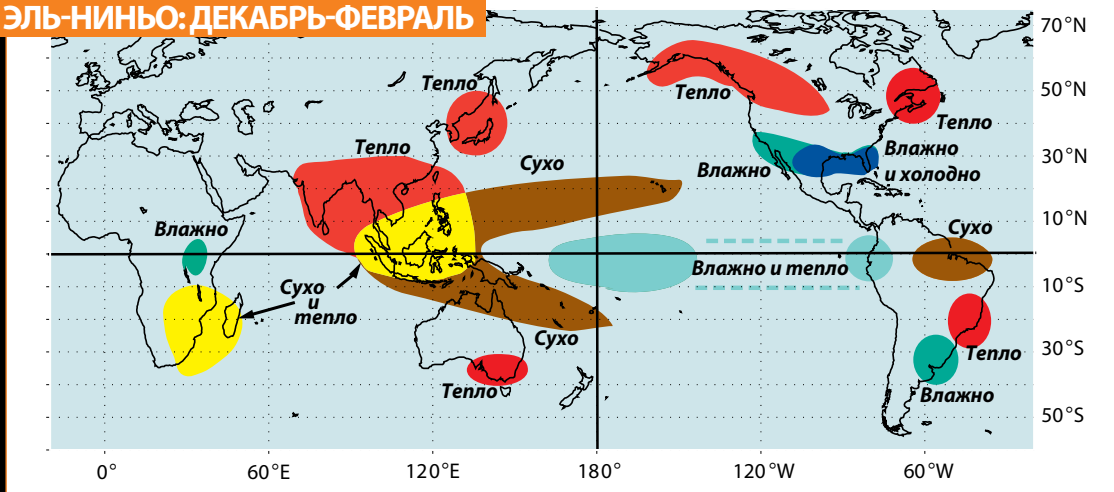 ЭЛЬ-НИНЬО: ДЕКАБРЬ-ФЕВРАЛЬ
70°N
Тепло
Тепло
50°N
Тепло
Тепло
Сухо
Влажно
30°N
Влажно
и холодно
Влажно
10°N
Сухо
Влажно и тепло
Сухо
и
тепло
10°S
Сухо
30°S
Тепло
Тепло
Влажно
50°S
0°
60°E
120°E
180°
120°W
60°W